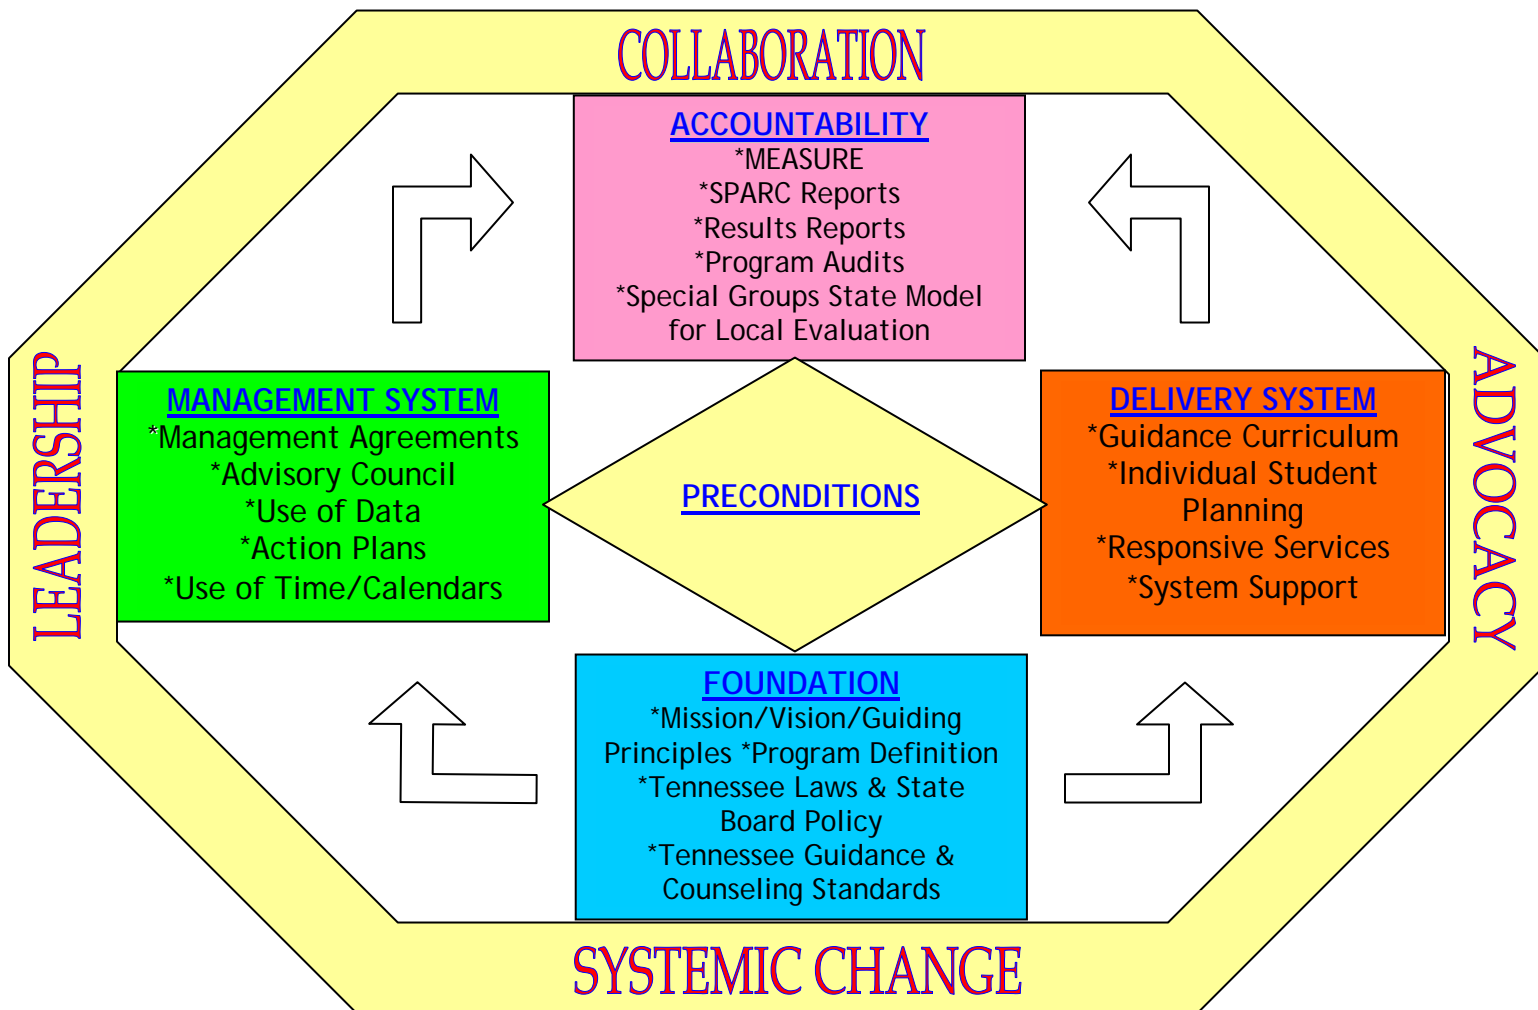 COLLABORATION
ACCOUNTABILITY
*MEASURE
*SPARC Reports
*Results Reports
*Program Audits
*Special Groups State Model
for Local Evaluation
LEADERSHIP
MANAGEMENT SYSTEM
*Management Agreements
*Advisory Council
*Use of Data
*Action Plans
*Use of Time/Calendars
PRECONDITIONS
DELIVERY SYSTEM
*Guidance Curriculum
*Individual Student
Planning
*Responsive Services
*System Support
ADVOCACY
FOUNDATION
*Mission/Vision/Guiding
Principles *Program Definition
*Tennessee Laws & State
Board Policy
*Tennessee Guidance &
Counseling Standards
SYSTEMIC CHANGE